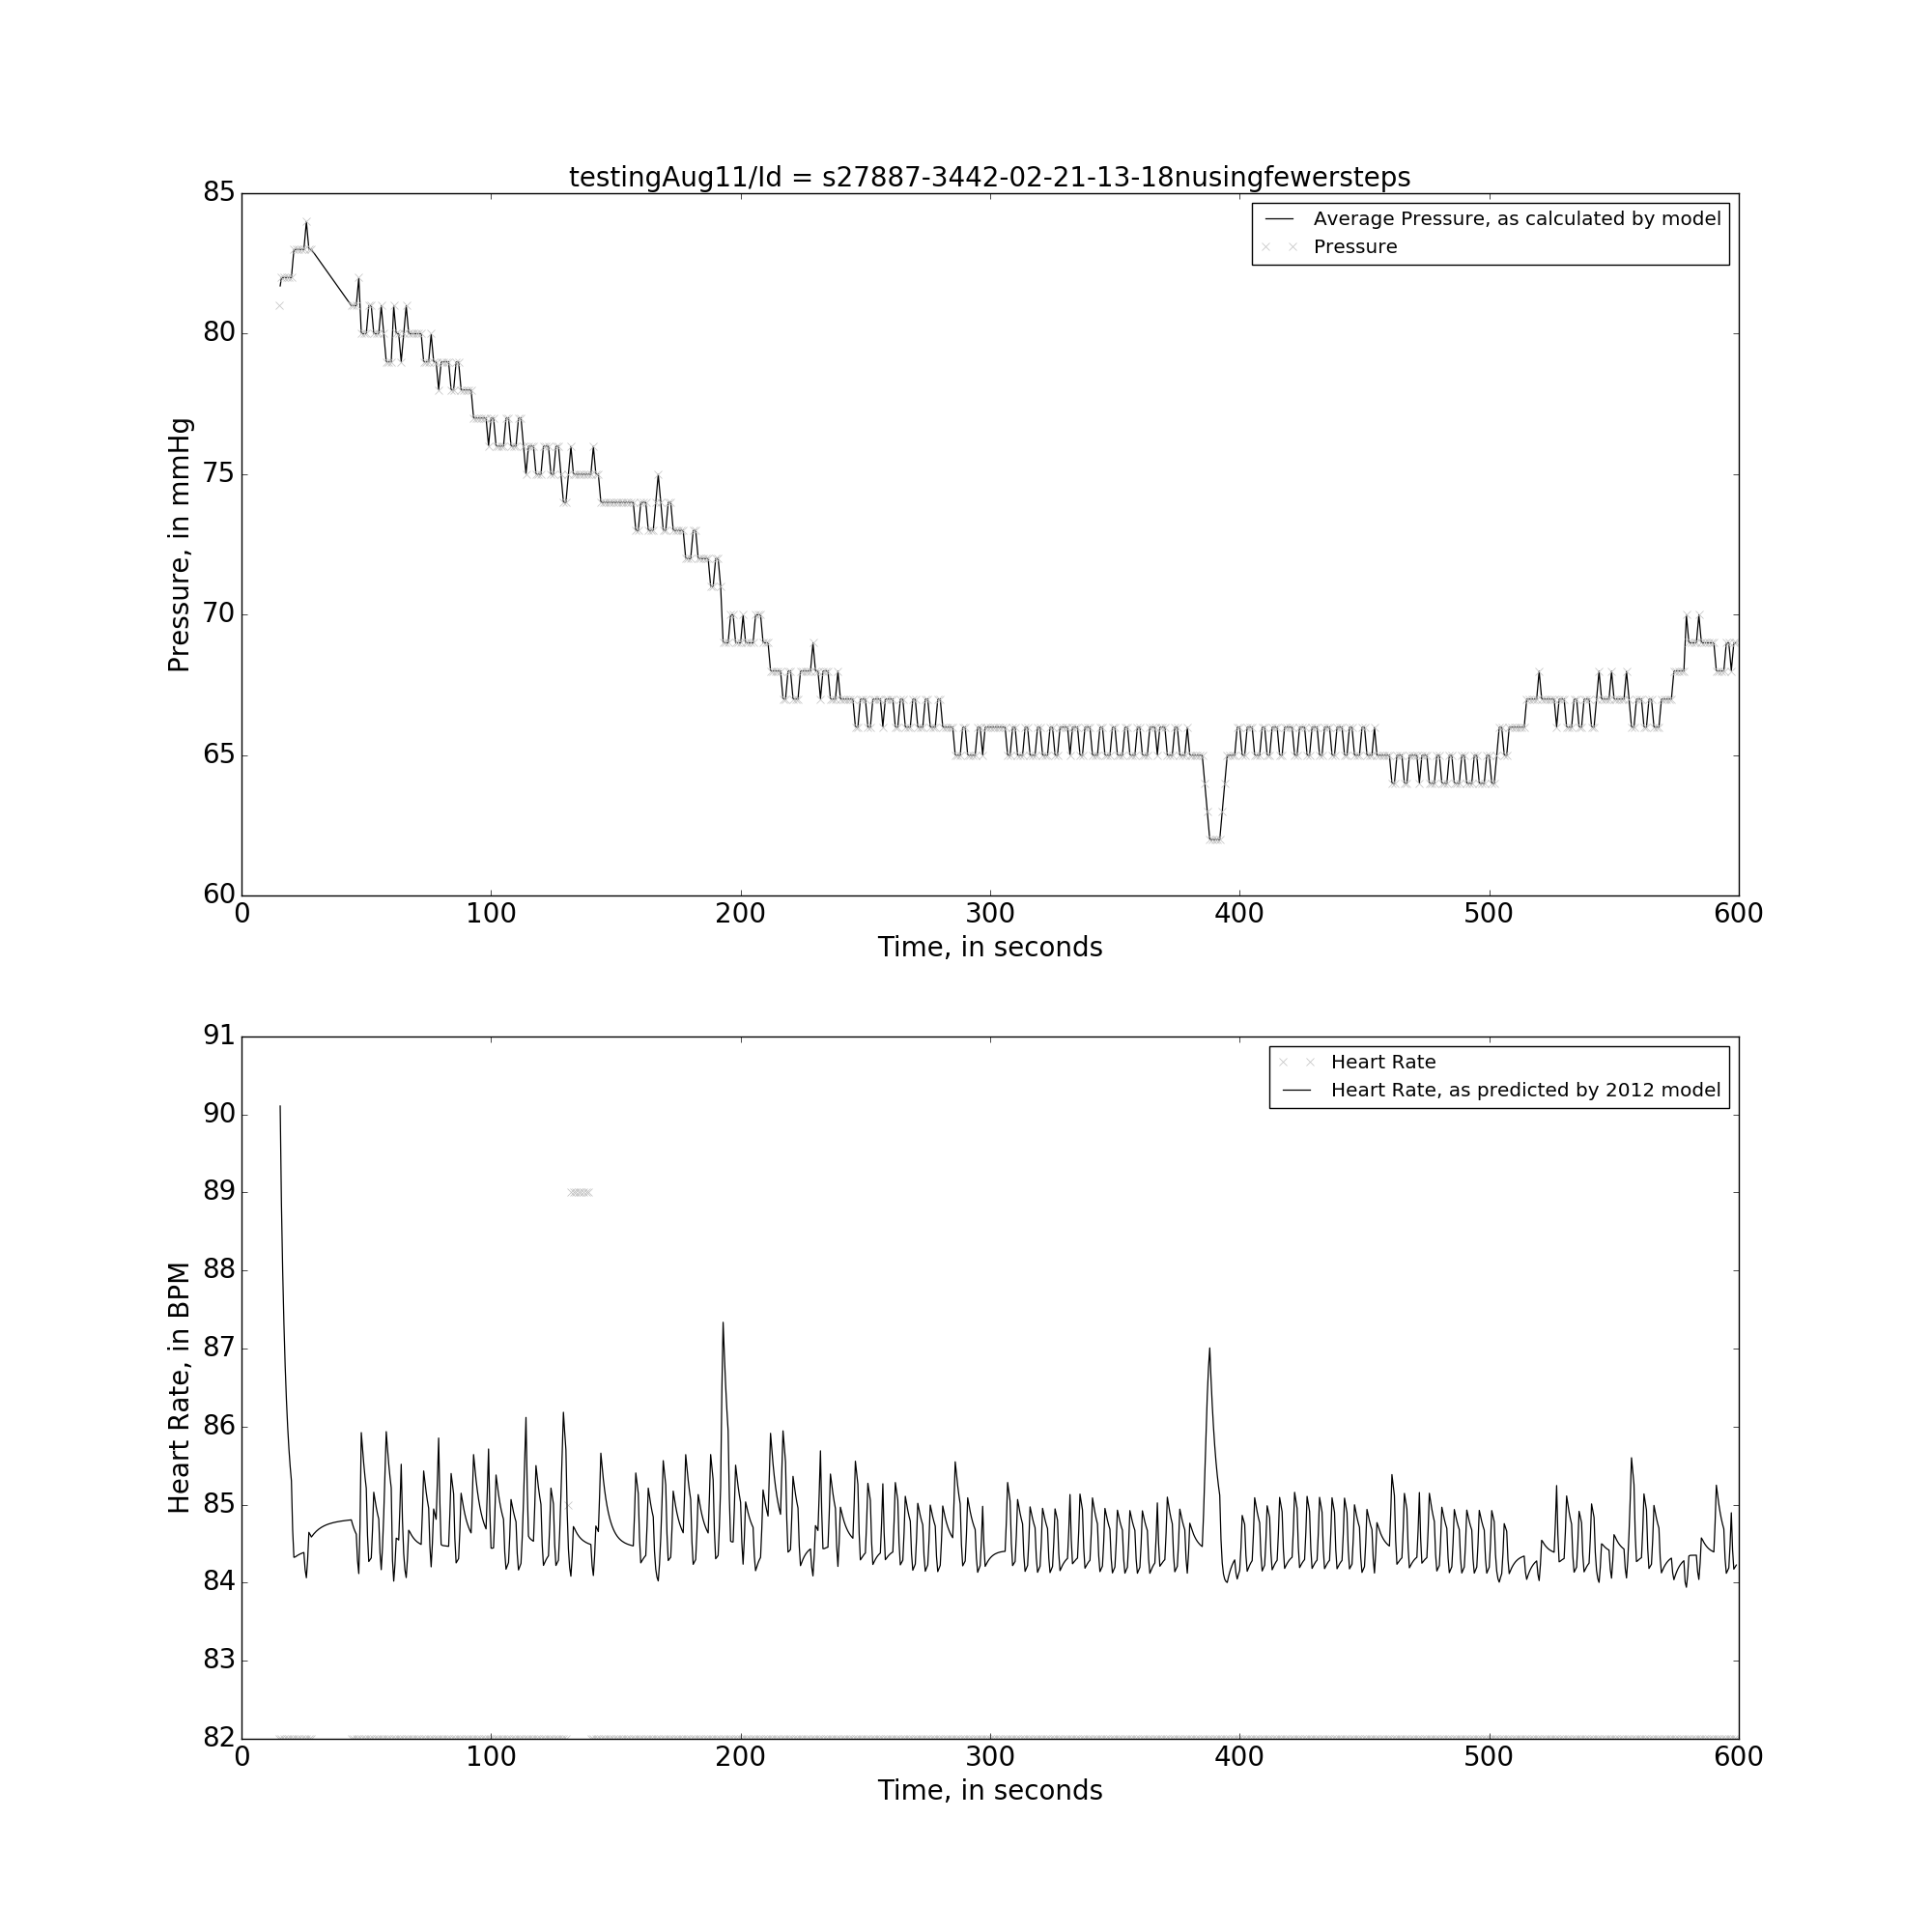 testingAug11/Id = s27887-3442-02-21-13-18nusingfewersteps
85
80
75
70
65
60
Pressure, in mmHg
Average Pressure, as calculated by model
Pressure
0 100 200 300 400 500 600
Time, in seconds
91
90
89
88
87
86
85
84
83
82
Heart Rate, in BPM
Heart Rate
Heart Rate, as predicted by 2012 model
0 100 200 300 400 500 600
Time, in seconds